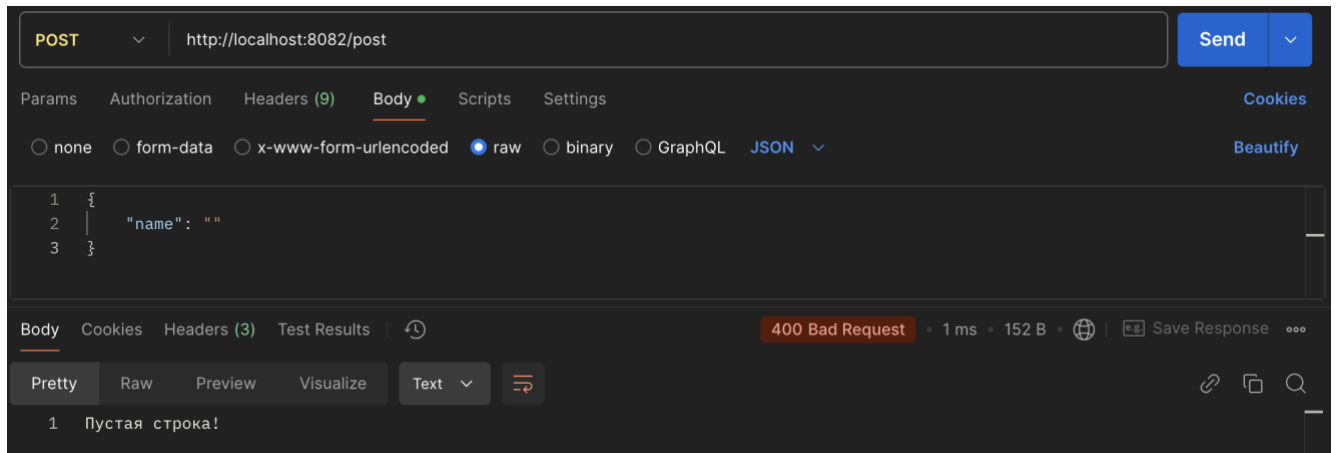 POST http://localhost:8082/post Send
Params Authorization Headers (9) Body Scripts Settings Cookies
none form-data x-www-form-urlencoded raw binary GraphQL JSON Beautify
1 {
2 "name": ""
3 }
Body Cookies Headers (3) Test Results 400 Bad Request • 1 ms • 152 B • e.g. Save Response
Pretty Raw Preview Visualize Text
1 Пустая строка!